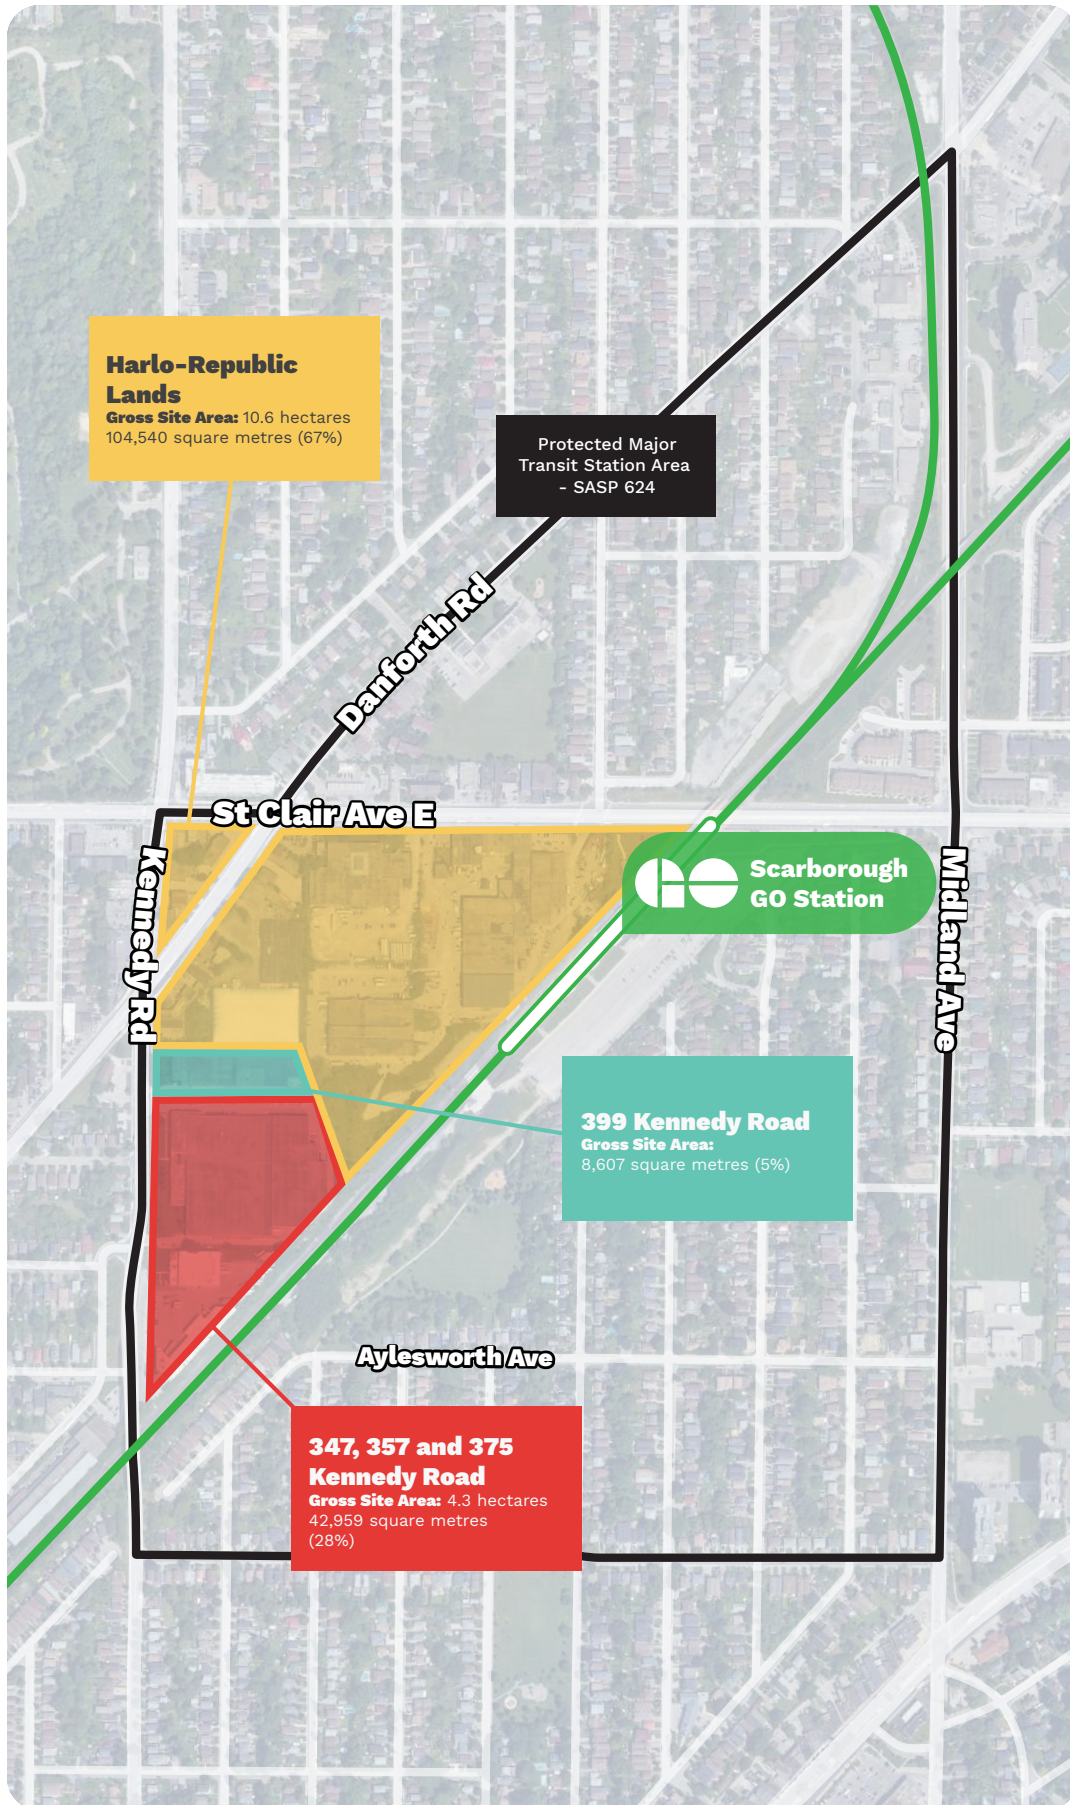 Harlo-Republic
Lands
Gross Site Area: 10.6 hectares
104,540 square metres (67%)
Protected Major
Transit Station Area
- SASP 624
Danforth Rd
St Clair Ave E
Kennedy Rd
Scarborough
GO Station
Midland Ave
399 Kennedy Road
Gross Site Area:
8,607 square metres (5%)
Aylesworth Ave
347, 357 and 375
Kennedy Road
Gross Site Area: 4.3 hectares
42,959 square metres
(28%)